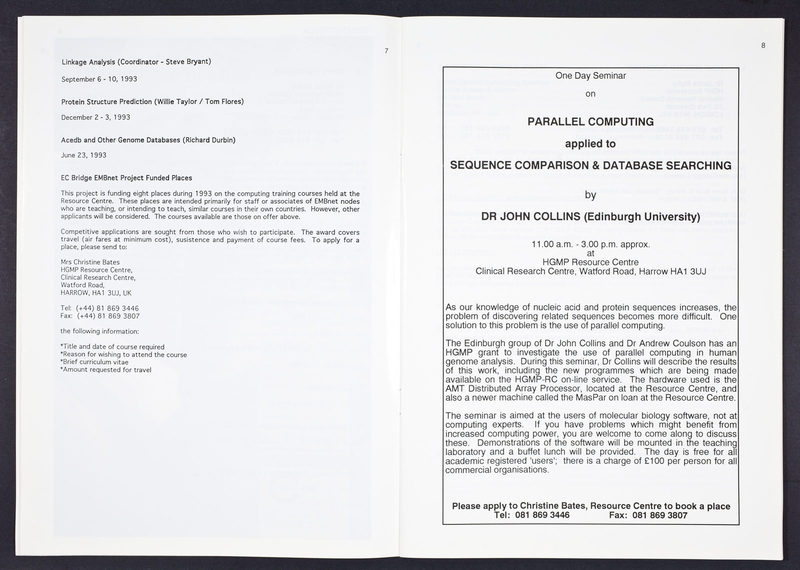 7
Linkage Analysis (Coordinator - Steve Bryant)
September 6 - 10, 1993
Protein Structure Prediction (Willie Taylor / Tom Flores)
December 2 - 3, 1993
Acedb and Other Genome Databases (Richard Durbin)
June 23, 1993
EC Bridge EMBnet Project Funded Places
This project is funding eight places during 1993 on the computing training courses held at the
Resource Centre. These places are intended primarily for staff or associates of EMBnet nodes
who are teaching, or intending to teach, similar courses in their own countries. However, other
applicants will be considered. The courses available are those on offer above.
Competitive applications are sought from those who wish to participate. The award covers
travel (air fares at minimum cost), susistence and payment of course fees. To apply for a
place, please send to:
Mrs Christine Bates
HGMP Resource Centre,
Clinical Research Centre,
Watford Road,
HARROW, HA1 3UJ, UK
Tel: (+44) 81 869 3446
Fax: (+44) 81 869 3807
the following information:
*Title and date of course required
*Reason for wishing to attend the course
*Brief curriculum vitae
*Amount requested for travel
8
One Day Seminar
on
PARALLEL COMPUTING
applied to
SEQUENCE COMPARISON & DATABASE SEARCHING
by
DR JOHN COLLINS (Edinburgh University)
11.00 a.m. - 3.00 p.m. approx.
at
HGMP Resource Centre
Clinical Research Centre, Watford Road, Harrow HA1 3UJ
As our knowledge of nucleic acid and protein sequences increases, the
problem of discovering related sequences becomes more difficult. One
solution to this problem is the use of parallel computing.
The Edinburgh group of Dr John Collins and Dr Andrew Coulson has an
HGMP grant to investigate the use of parallel computing in human
genome analysis. During this seminar, Dr Collins will describe the results
of this work, including the new programmes which are being made
available on the HGMP-RC on-line service. The hardware used is the
AMT Distributed Array Processor, located at the Resource Centre, and
also a newer machine called the MasPar on loan at the Resource Centre.
The seminar is aimed at the users of molecular biology software, not at
computing experts. If you have problems which might benefit from
increased computing power, you are welcome to come along to discuss
these. Demonstrations of the software will be mounted in the teaching
laboratory and a buffet lunch will be provided. The day is free for all
academic registered 'users'; there is a charge of £100 per person for all
commercial organisations.
Please apply to Christine Bates, Resource Centre to book a place
Tel: 081 869 3446 Fax: 081 869 3807